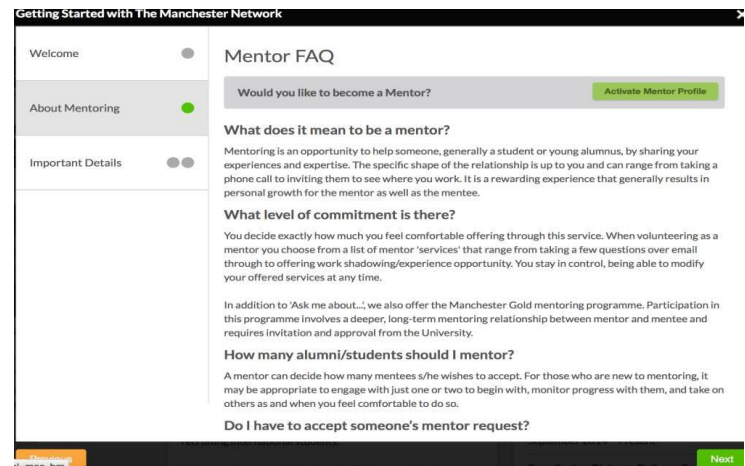 Getting Started with The Manchester Network
Welcome
About Mentoring
Important Details
Mentor FAQ
Would you like to become a Mentor?
Activate Mentor Profile
What does it mean to be a mentor?
Mentoring is an opportunity to help someone, generally a student or young alumnus, by sharing your
experiences and expertise. The specific shape of the relationship is up to you and can range from taking a
phone call to inviting them to see where you work. It is a rewarding experience that generally results in
personal growth for the mentor as well as the mentee.
What level of commitment is there?
You decide exactly how much you feel comfortable offering through this service. When volunteering as a
mentor you choose from a list of mentor 'services' that range from taking a few questions over email
through to offering work shadowing/experience opportunity. You stay in control, being able to modify
your offered services at any time.
In addition to 'Ask me about...', we also offer the Manchester Gold mentoring programme. Participation in
this programme involves a deeper, long-term mentoring relationship between mentor and mentee and
requires invitation and approval from the University.
How many alumni/students should I mentor?
A mentor can decide how many mentees s/he wishes to accept. For those who are new to mentoring, it
may be appropriate to engage with just one or two to begin with, monitor progress with them, and take on
others as and when you feel comfortable to do so.
Do I have to accept someone's mentor request?
recruiting international students.
Previous
Next